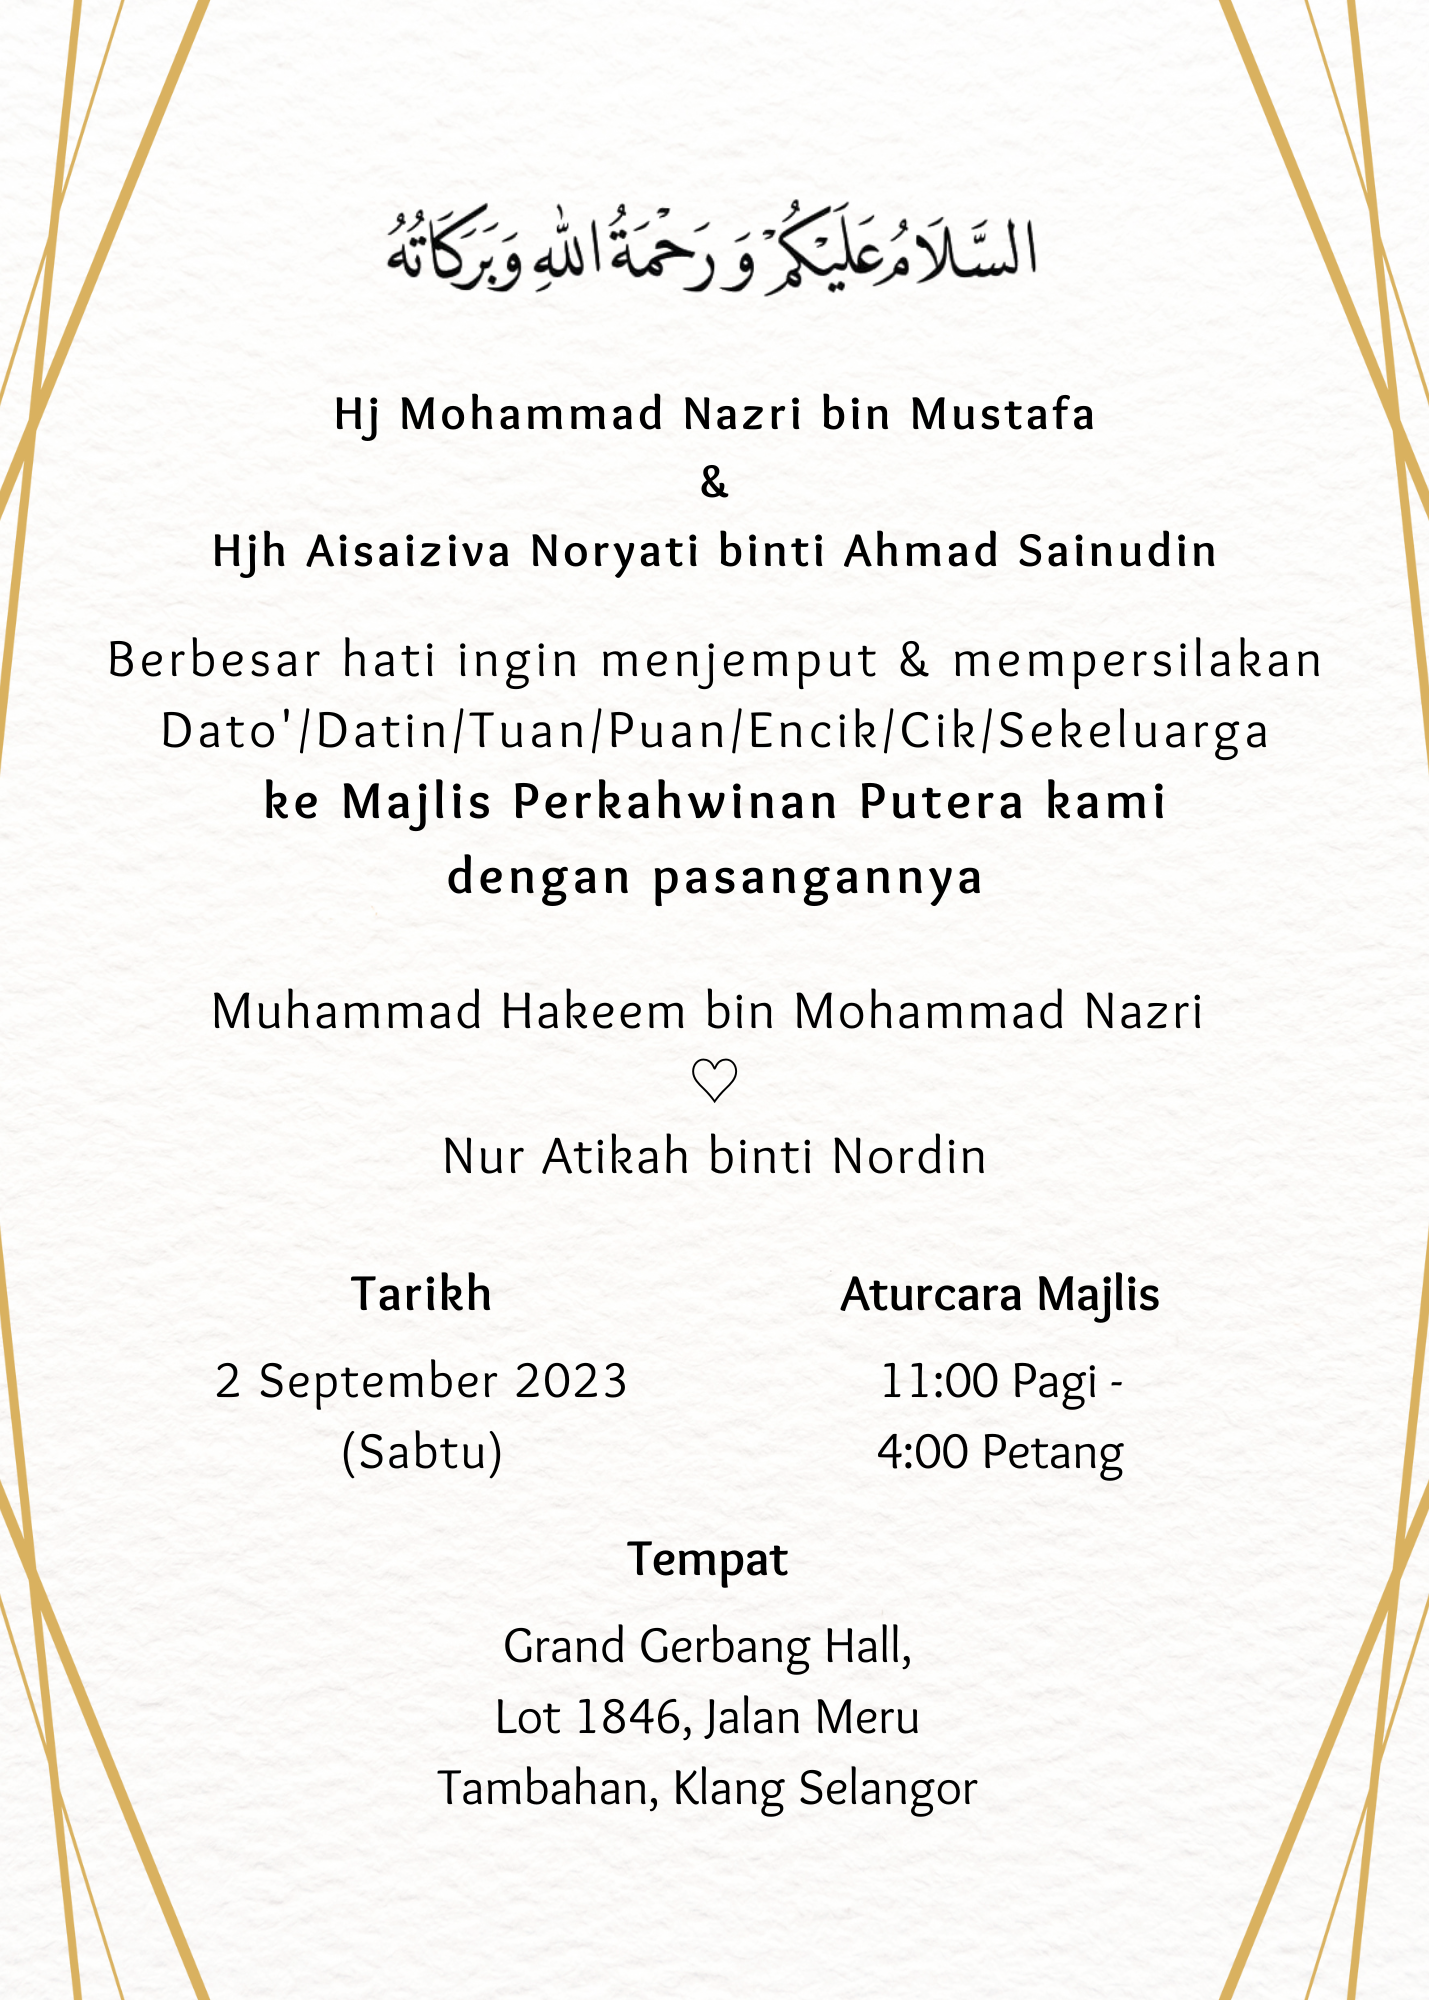 السَّلَامُ عَلَيْكُمْ وَرَحْمَةُ اللهِ وَبَرَكَاتُهُ
Hj Mohammad Nazri bin Mustafa
&
Hjh Aisaiziva Noryati binti Ahmad Sainudin
Berbesar hati ingin menjemput & mempersilakan
Dato'/Datin/Tuan/Puan/Encik/Cik/Sekeluarga
ke Majlis Perkahwinan Putera kami
dengan pasangannya
Muhammad Hakeem bin Mohammad Nazri
♡
Nur Atikah binti Nordin
Tarikh
2 September 2023
(Sabtu)
Aturcara Majlis
11:00 Pagi -
4:00 Petang
Tempat
Grand Gerbang Hall,
Lot 1846, Jalan Meru
Tambahan, Klang Selangor